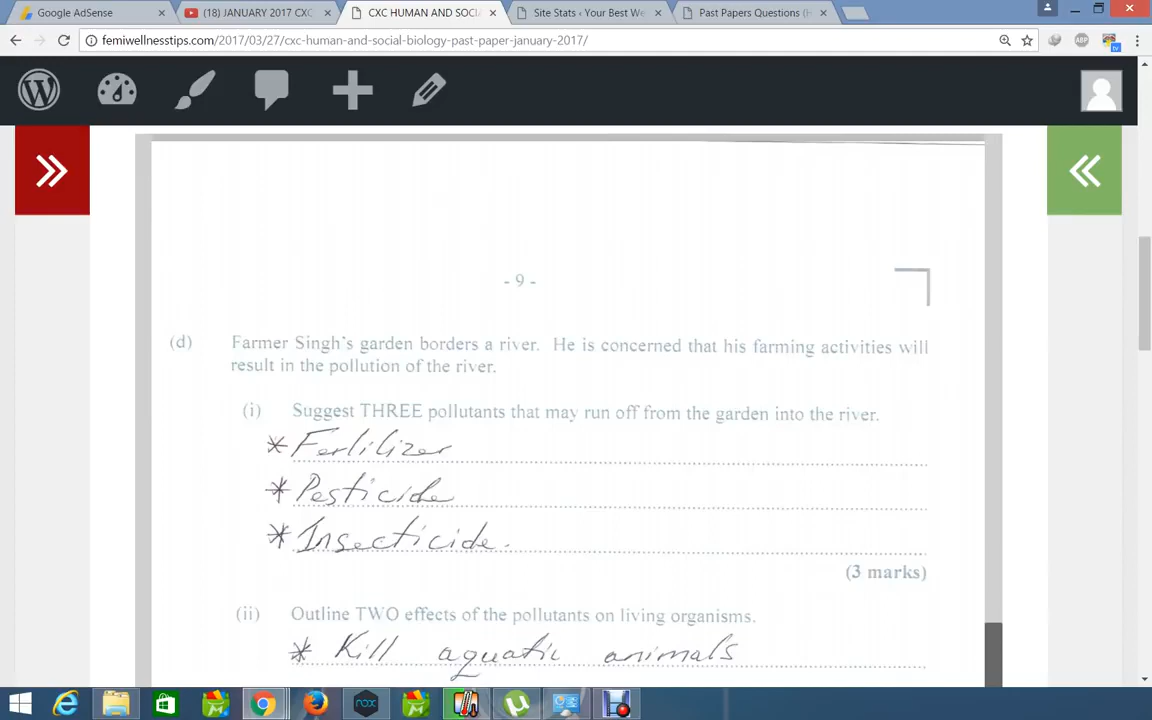 Google AdSense
(18) JANUARY 2017 CXC
CXC HUMAN AND SOCI
Site Stats ‹ Your Best We
Past Papers Questions (H
femiwellnesstips.com/2017/03/27/cxc-human-and-social-biology-past-paper-january-2017/
ABP
tv
- 9 -
(d) Farmer Singh's garden borders a river. He is concerned that his farming activities will
result in the pollution of the river.
(i) Suggest THREE pollutants that may run off from the garden into the river.
* Fertilizer
* Pesticide
* Insecticide.
(3 marks)
(ii) Outline TWO effects of the pollutants on living organisms.
* Kill aquatic animals
nox